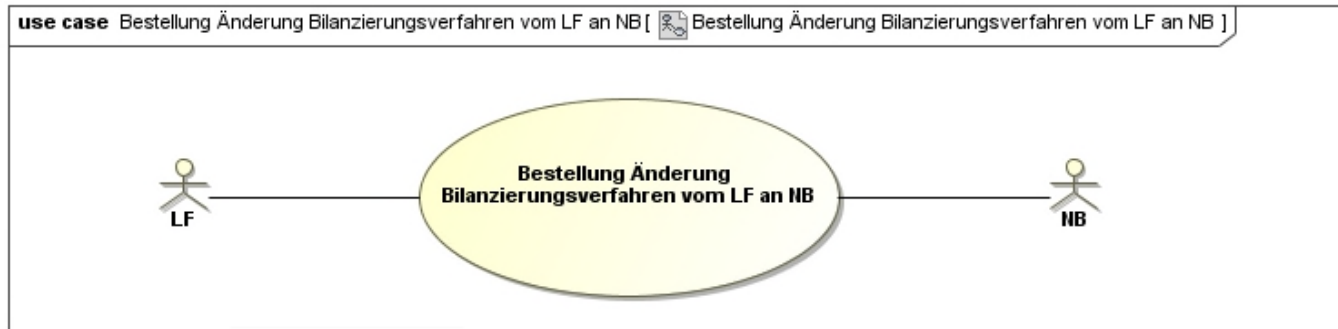 use case Bestellung Änderung Bilanzierungsverfahren vom LF an NB [ Bestellung Änderung Bilanzierungsverfahren vom LF an NB ]
Bestellung Änderung
Bilanzierungsverfahren vom LF an NB
LF
NB